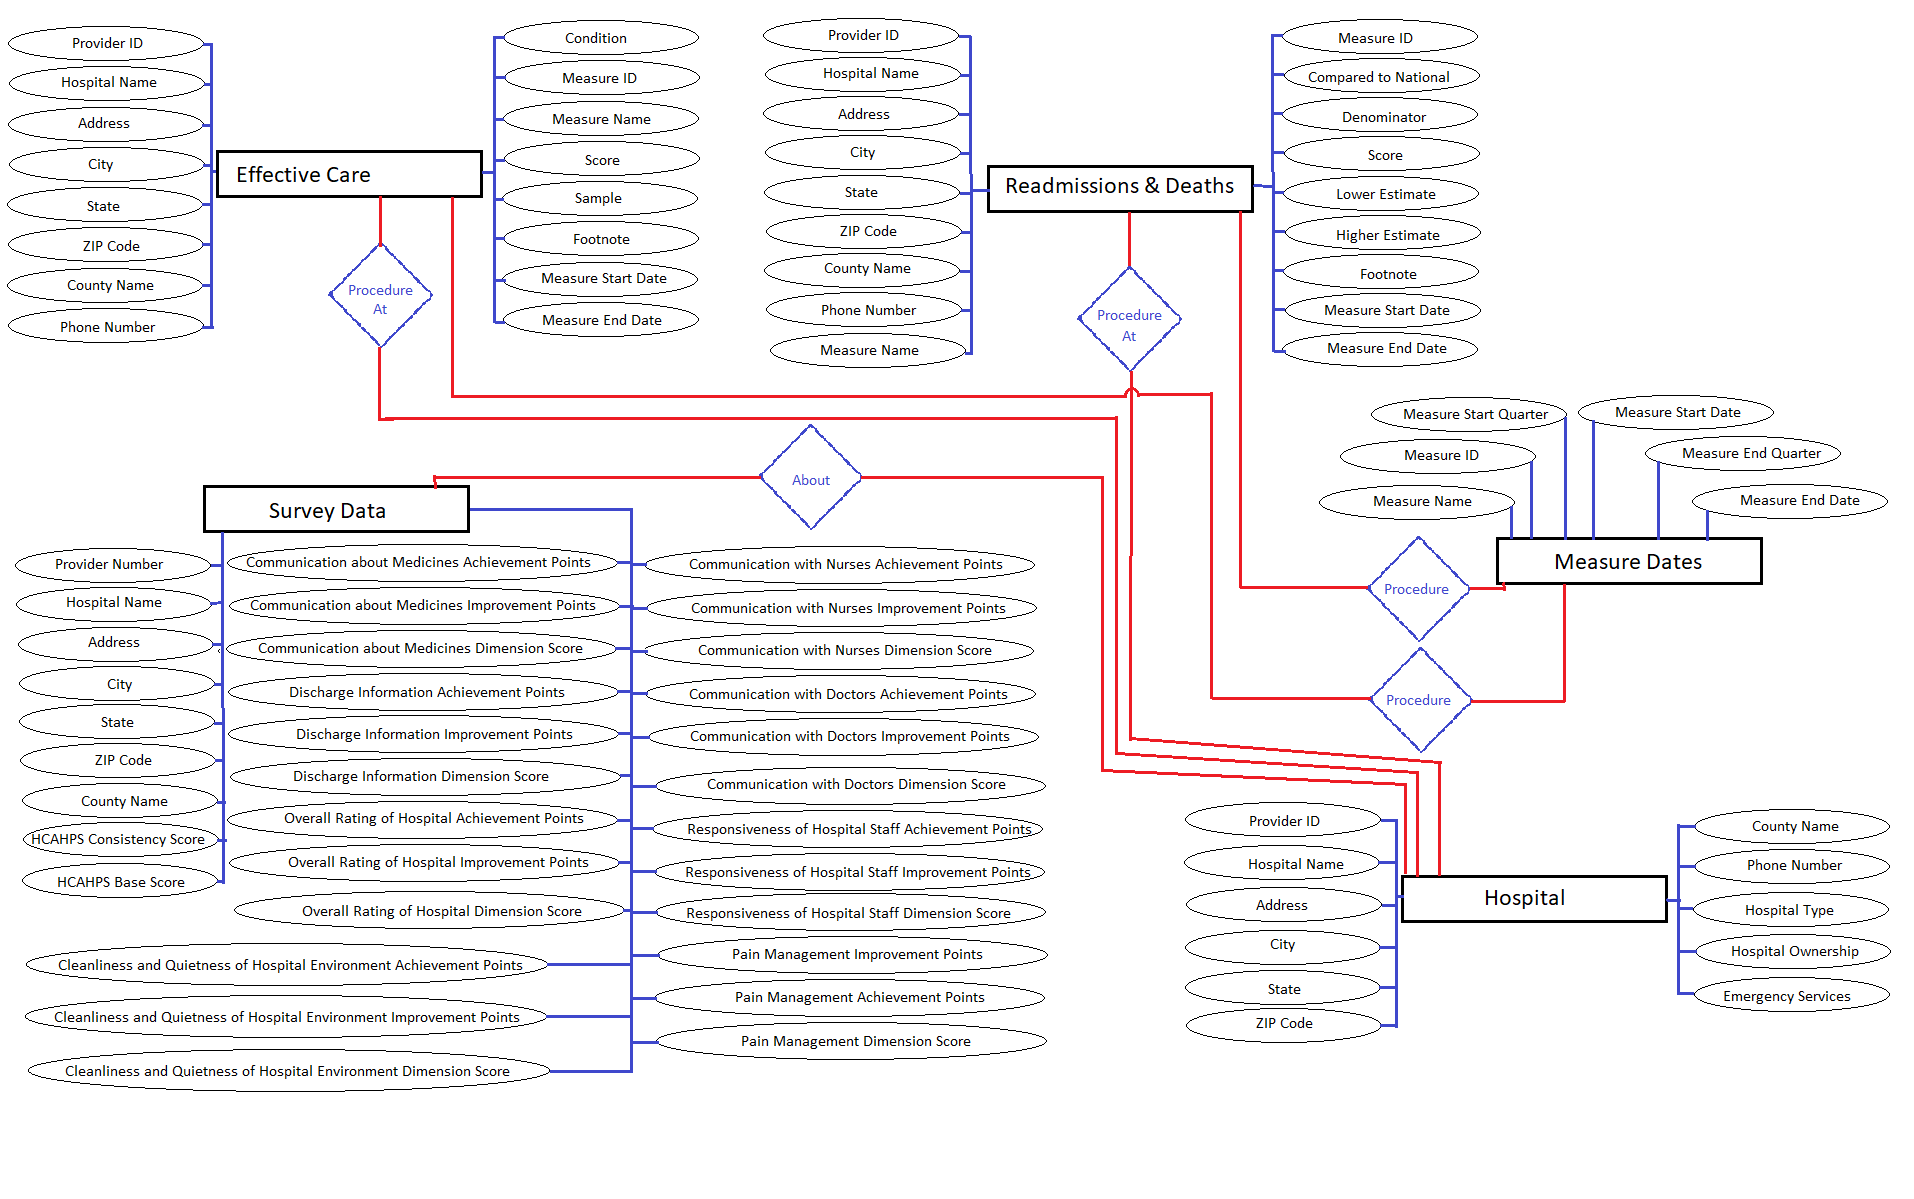 Provider ID
Hospital Name
Address
City
State
ZIP Code
County Name
Phone Number
Effective Care
Condition
Measure ID
Measure Name
Score
Sample
Footnote
Measure Start Date
Measure End Date
Procedure
At
Provider ID
Hospital Name
Address
City
State
ZIP Code
County Name
Phone Number
Measure Name
Readmissions & Deaths
Measure ID
Compared to National
Denominator
Score
Lower Estimate
Higher Estimate
Footnote
Measure Start Date
Measure End Date
Procedure
At
Measure Start Quarter
Measure Start Date
Measure ID
Measure End Quarter
Measure Name
Measure End Date
Measure Dates
Procedure
Procedure
About
Survey Data
Provider Number
Hospital Name
Address
City
State
ZIP Code
County Name
HCAHPS Consistency Score
HCAHPS Base Score
Communication about Medicines Achievement Points
Communication about Medicines Improvement Points
Communication about Medicines Dimension Score
Discharge Information Achievement Points
Discharge Information Improvement Points
Discharge Information Dimension Score
Overall Rating of Hospital Achievement Points
Overall Rating of Hospital Improvement Points
Overall Rating of Hospital Dimension Score
Cleanliness and Quietness of Hospital Environment Achievement Points
Cleanliness and Quietness of Hospital Environment Improvement Points
Cleanliness and Quietness of Hospital Environment Dimension Score
Communication with Nurses Achievement Points
Communication with Nurses Improvement Points
Communication with Nurses Dimension Score
Communication with Doctors Achievement Points
Communication with Doctors Improvement Points
Communication with Doctors Dimension Score
Responsiveness of Hospital Staff Achievement Points
Responsiveness of Hospital Staff Improvement Points
Responsiveness of Hospital Staff Dimension Score
Pain Management Improvement Points
Pain Management Achievement Points
Pain Management Dimension Score
Provider ID
Hospital Name
Address
City
State
ZIP Code
Hospital
County Name
Phone Number
Hospital Type
Hospital Ownership
Emergency Services